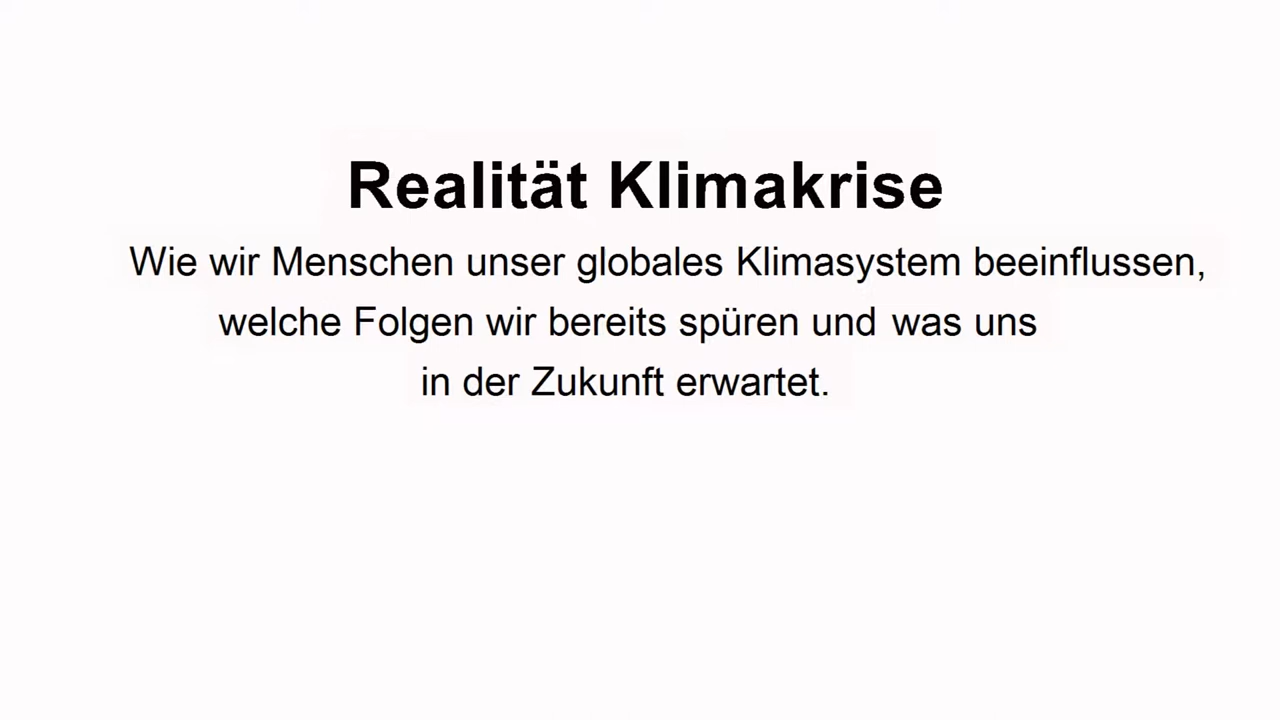 Realität Klimakrise
Wie wir Menschen unser globales Klimasystem beeinflussen,
welche Folgen wir bereits spüren und was uns
in der Zukunft erwartet.